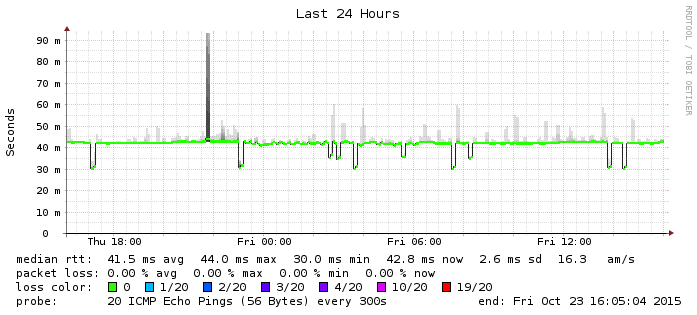 Last 24 Hours
RRDTOOL / TOBI OETIKER
Seconds
90 m
80 m
70 m
60 m
50 m
40 m
30 m
20 m
10 m
0
Thu 18:00 Fri 00:00 Fri 06:00 Fri 12:00
median rtt: 41.5 ms avg 44.0 ms max 30.0 ms min 42.8 ms now 2.6 ms sd 16.3 am/s
packet loss: 0.00 % avg 0.00 % max 0.00 % min 0.00 % now
loss color: 0 1/20 2/20 3/20 4/20 10/20 19/20
probe: 20 ICMP Echo Pings (56 Bytes) every 300s end: Fri Oct 23 16:05:04 2015